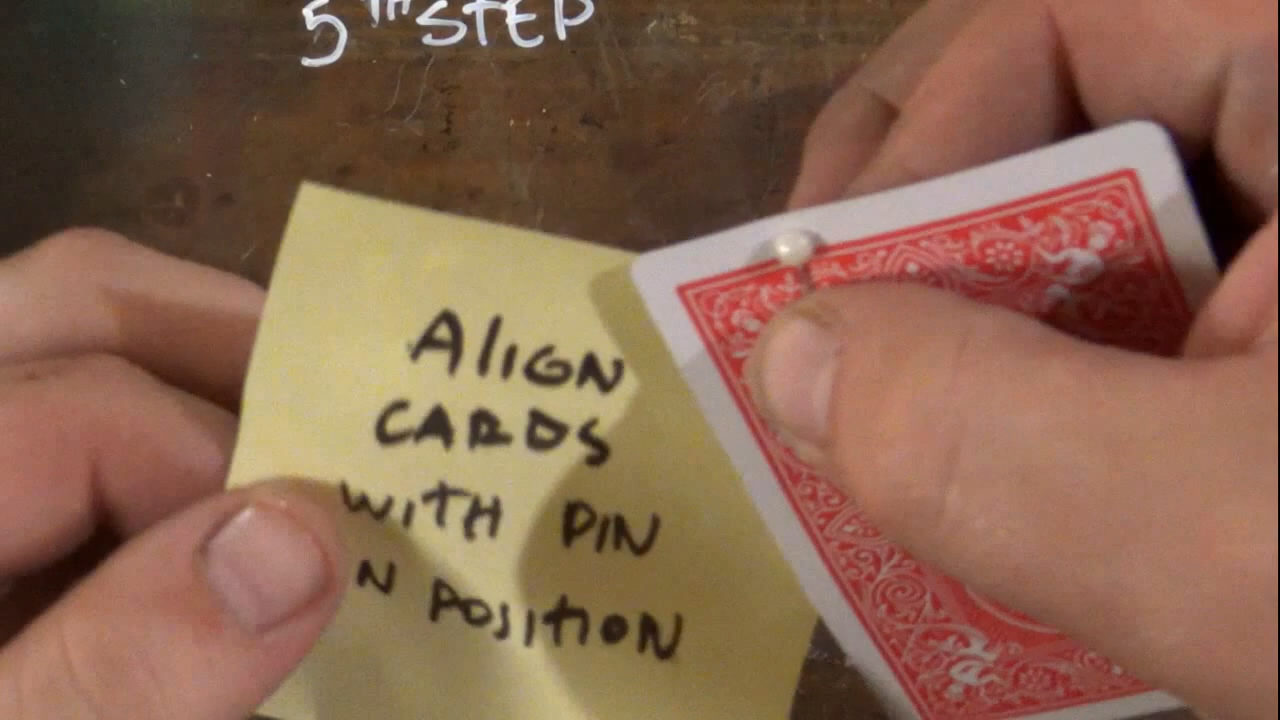 5TH STEP
AlIGN
CARDS
WITH PIN
N POSITION